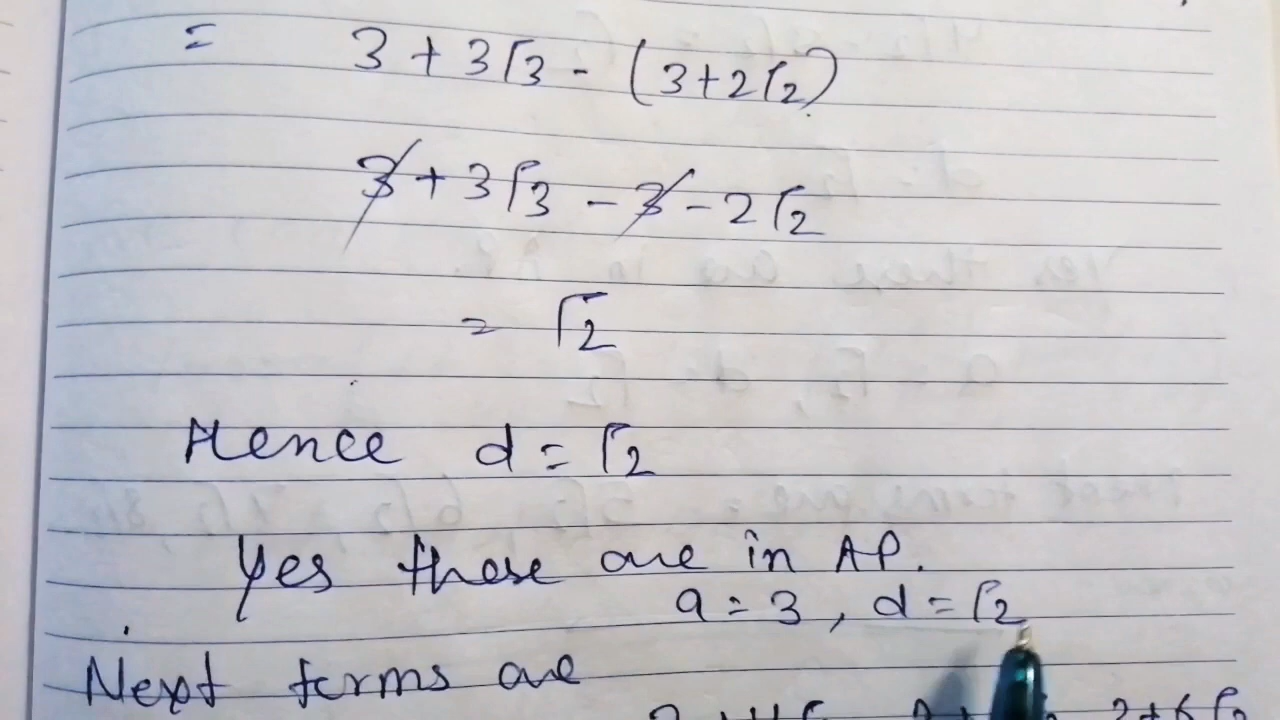 = 3 + 3√3 - (3+2√2)
3 + 3√3 - 3 - 2√2
= √2
Hence d = √2
Yes these are in AP.
a = 3, d = √2
Next terms are